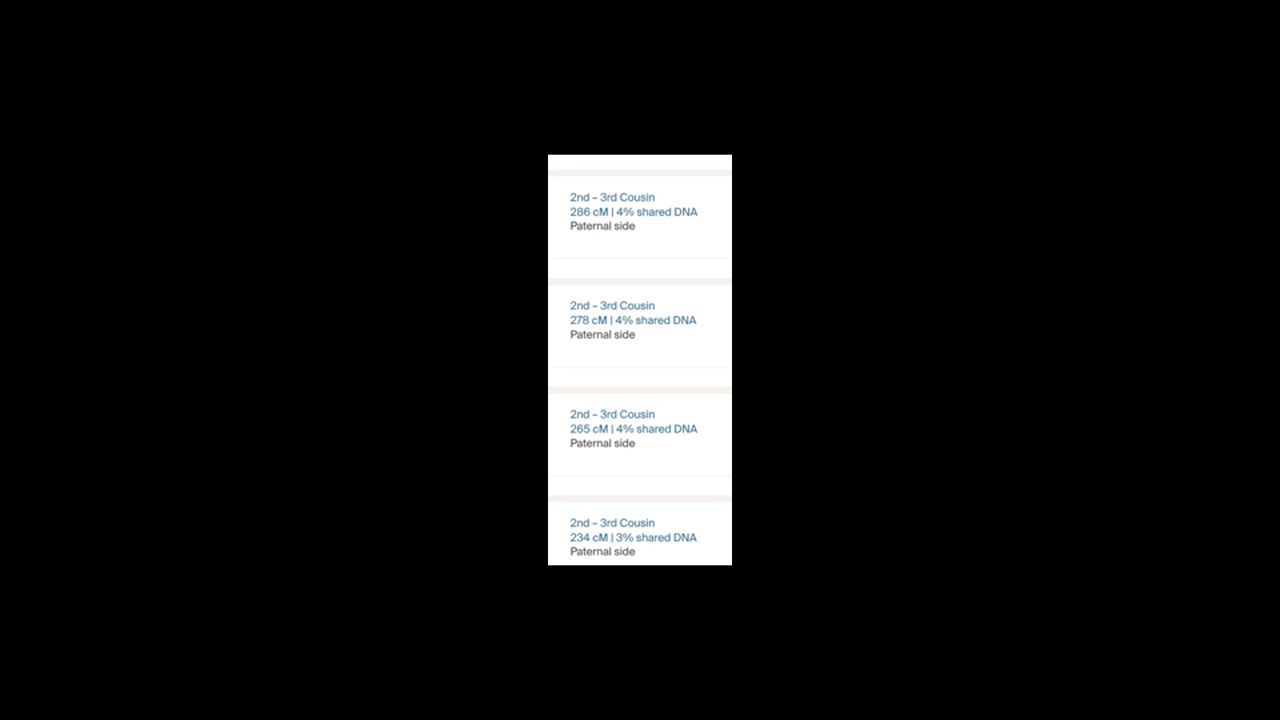 2nd – 3rd Cousin
286 cM | 4% shared DNA
Paternal side
2nd – 3rd Cousin
278 cM | 4% shared DNA
Paternal side
2nd – 3rd Cousin
265 cM | 4% shared DNA
Paternal side
2nd – 3rd Cousin
234 cM | 3% shared DNA
Paternal side